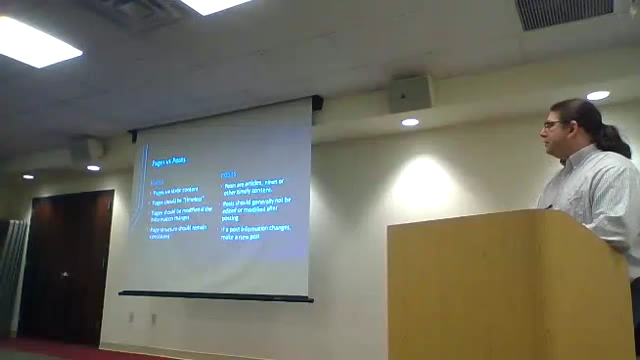 Pages vs Posts
Pages
Pages are static content
Pages should be "timeless"
Pages should be modified if the
information changes
Page structure should remain
consistent
Posts
Posts are articles, news or
other timely content.
Posts should generally not be
edited or modified after
posting
If a post information changes,
make a new post